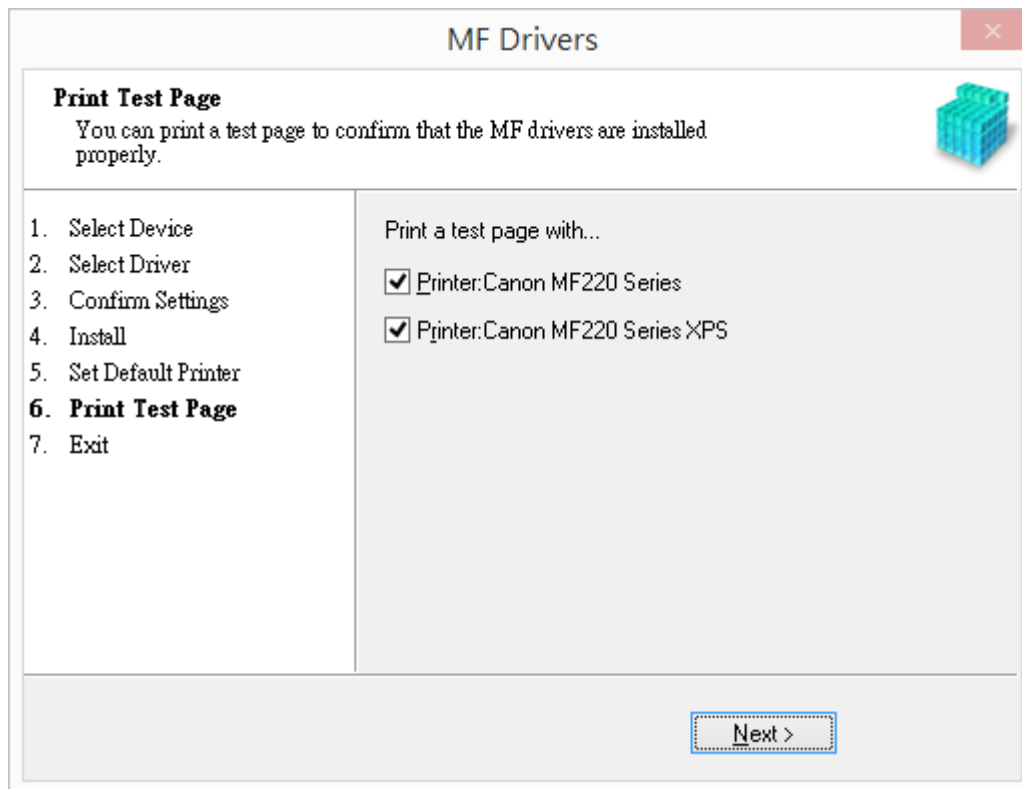 MF Drivers
Print Test Page
You can print a test page to confirm that the MF drivers are installed
properly.
1. Select Device
2. Select Driver
3. Confirm Settings
4. Install
5. Set Default Printer
6. Print Test Page
7. Exit
Print a test page with...
Printer:Canon MF220 Series
Printer:Canon MF220 Series XPS
Next >